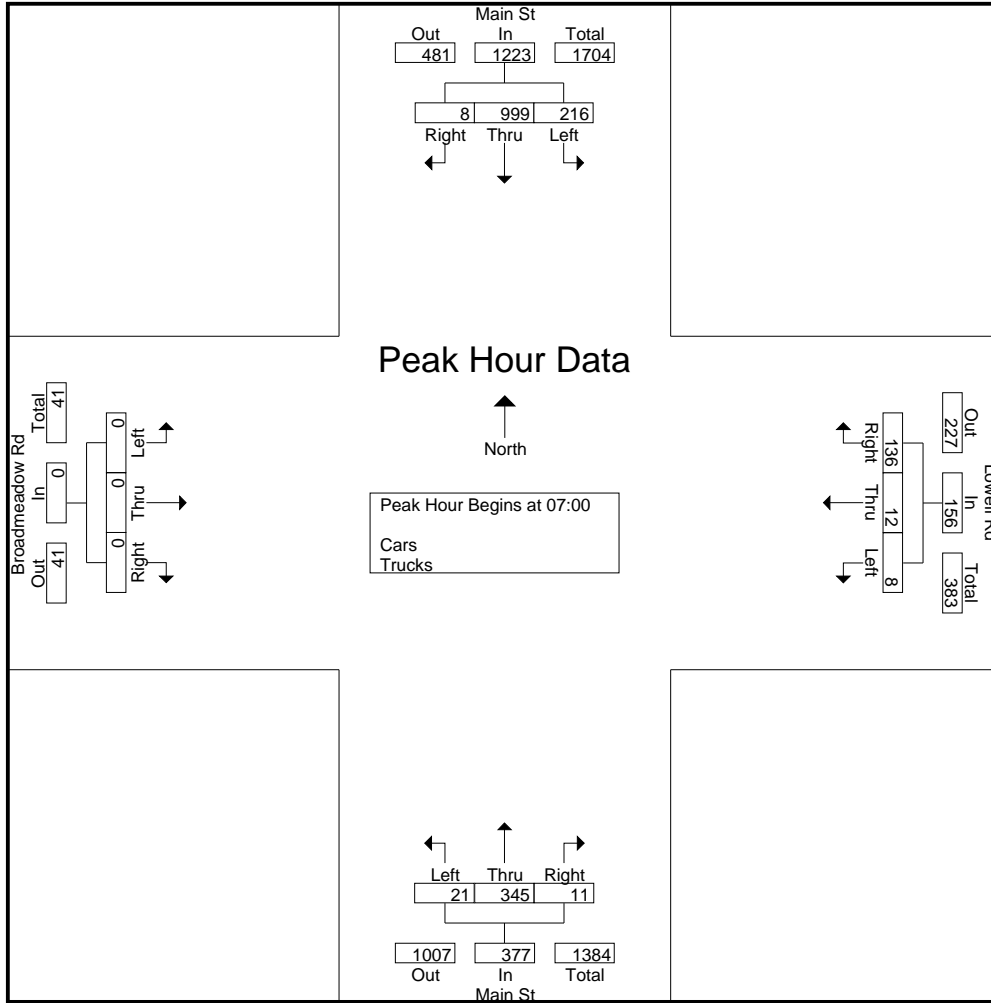 Main St
Out In Total
481 1223 1704
8 999 216
Right Thru Left
Peak Hour Data
North
Peak Hour Begins at 07:00
Cars
Trucks
Broadmeadow Rd
Total In Out
41 0 41
0 0 0
Left Thru Right
Lowell Rd
Out In Total
227 156 383
136 12 8
Right Thru Left
Left Thru Right
21 345 11
1007 377 1384
Out In Total
Main St